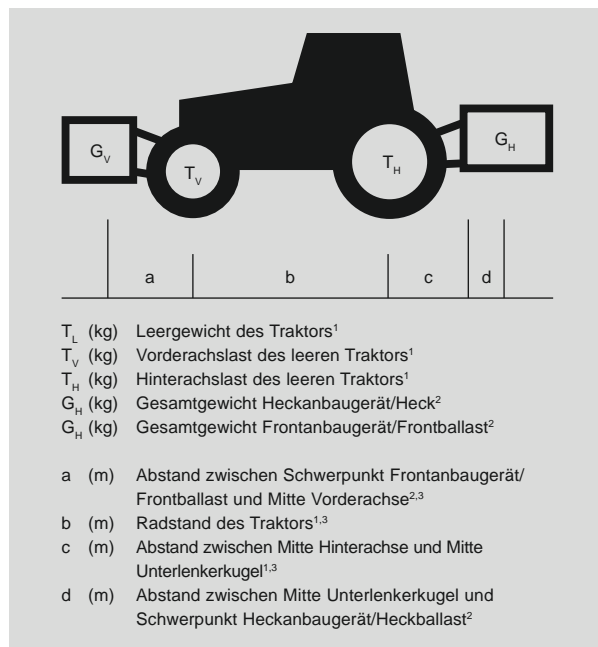 G_V
T_V
T_H
G_H
a b c d
T_L (kg) Leergewicht des Traktors¹
T_V (kg) Vorderachslast des leeren Traktors¹
T_H (kg) Hinterachslast des leeren Traktors¹
G_H (kg) Gesamtgewicht Heckanbaugerät/Heck²
G_H (kg) Gesamtgewicht Frontanbaugerät/Frontballast²
a (m) Abstand zwischen Schwerpunkt Frontanbaugerät/
Frontballast und Mitte Vorderachse²,³
b (m) Radstand des Traktors¹,³
c (m) Abstand zwischen Mitte Hinterachse und Mitte
Unterlenkerkugel¹,³
d (m) Abstand zwischen Mitte Unterlenkerkugel und
Schwerpunkt Heckanbaugerät/Heckballast²